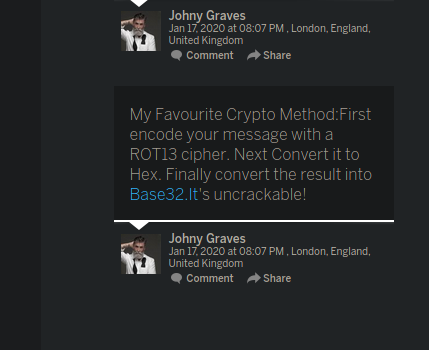 Johny Graves
Jan 17, 2020 at 08:07 PM , London, England,
United Kingdom
Comment Share
My Favourite Crypto Method:First
encode your message with a
ROT13 cipher. Next Convert it to
Hex. Finally convert the result into
Base32.It's uncrackable!
Johny Graves
Jan 17, 2020 at 08:07 PM , London, England,
United Kingdom
Comment Share